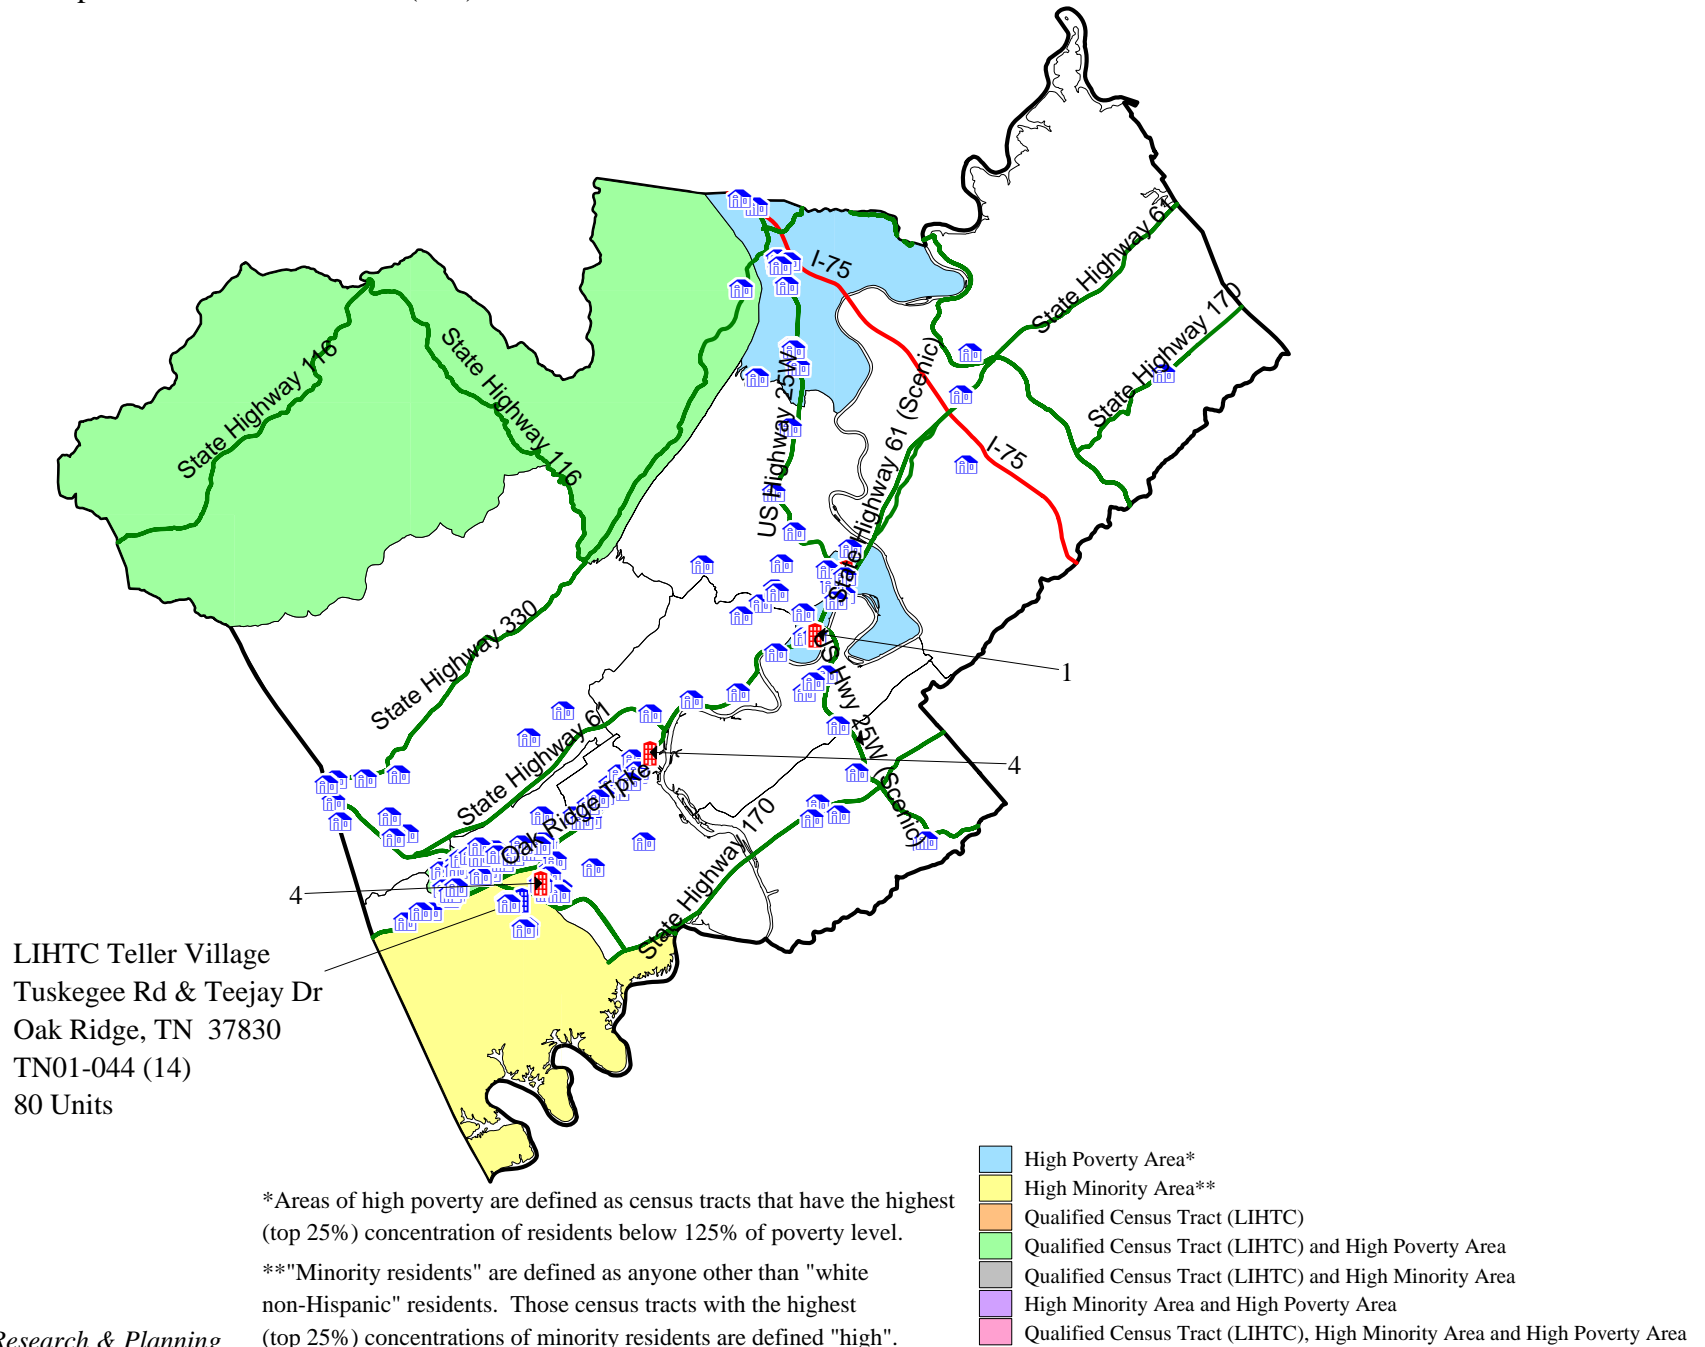 I-75
State Highway 61
State Highway 170
State Highway 116
State Highway 116
US Highway 25W
State Highway 61 (Scenic)
I-75
State Highway 330
1
US Hwy 25W (Scenic)
State Highway 61
4
Oak Ridge Tpke
State Highway 170
4
LIHTC Teller Village
Tuskegee Rd & Teejay Dr
Oak Ridge, TN  37830
TN01-044 (14)
80 Units
High Poverty Area*
High Minority Area**
Qualified Census Tract (LIHTC)
Qualified Census Tract (LIHTC) and High Poverty Area
Qualified Census Tract (LIHTC) and High Minority Area
High Minority Area and High Poverty Area
Qualified Census Tract (LIHTC), High Minority Area and High Poverty Area
*Areas of high poverty are defined as census tracts that have the highest
(top 25%) concentration of residents below 125% of poverty level.
**"Minority residents" are defined as anyone other than "white
non-Hispanic" residents.  Those census tracts with the highest
(top 25%) concentrations of minority residents are defined "high".
Research & Planning